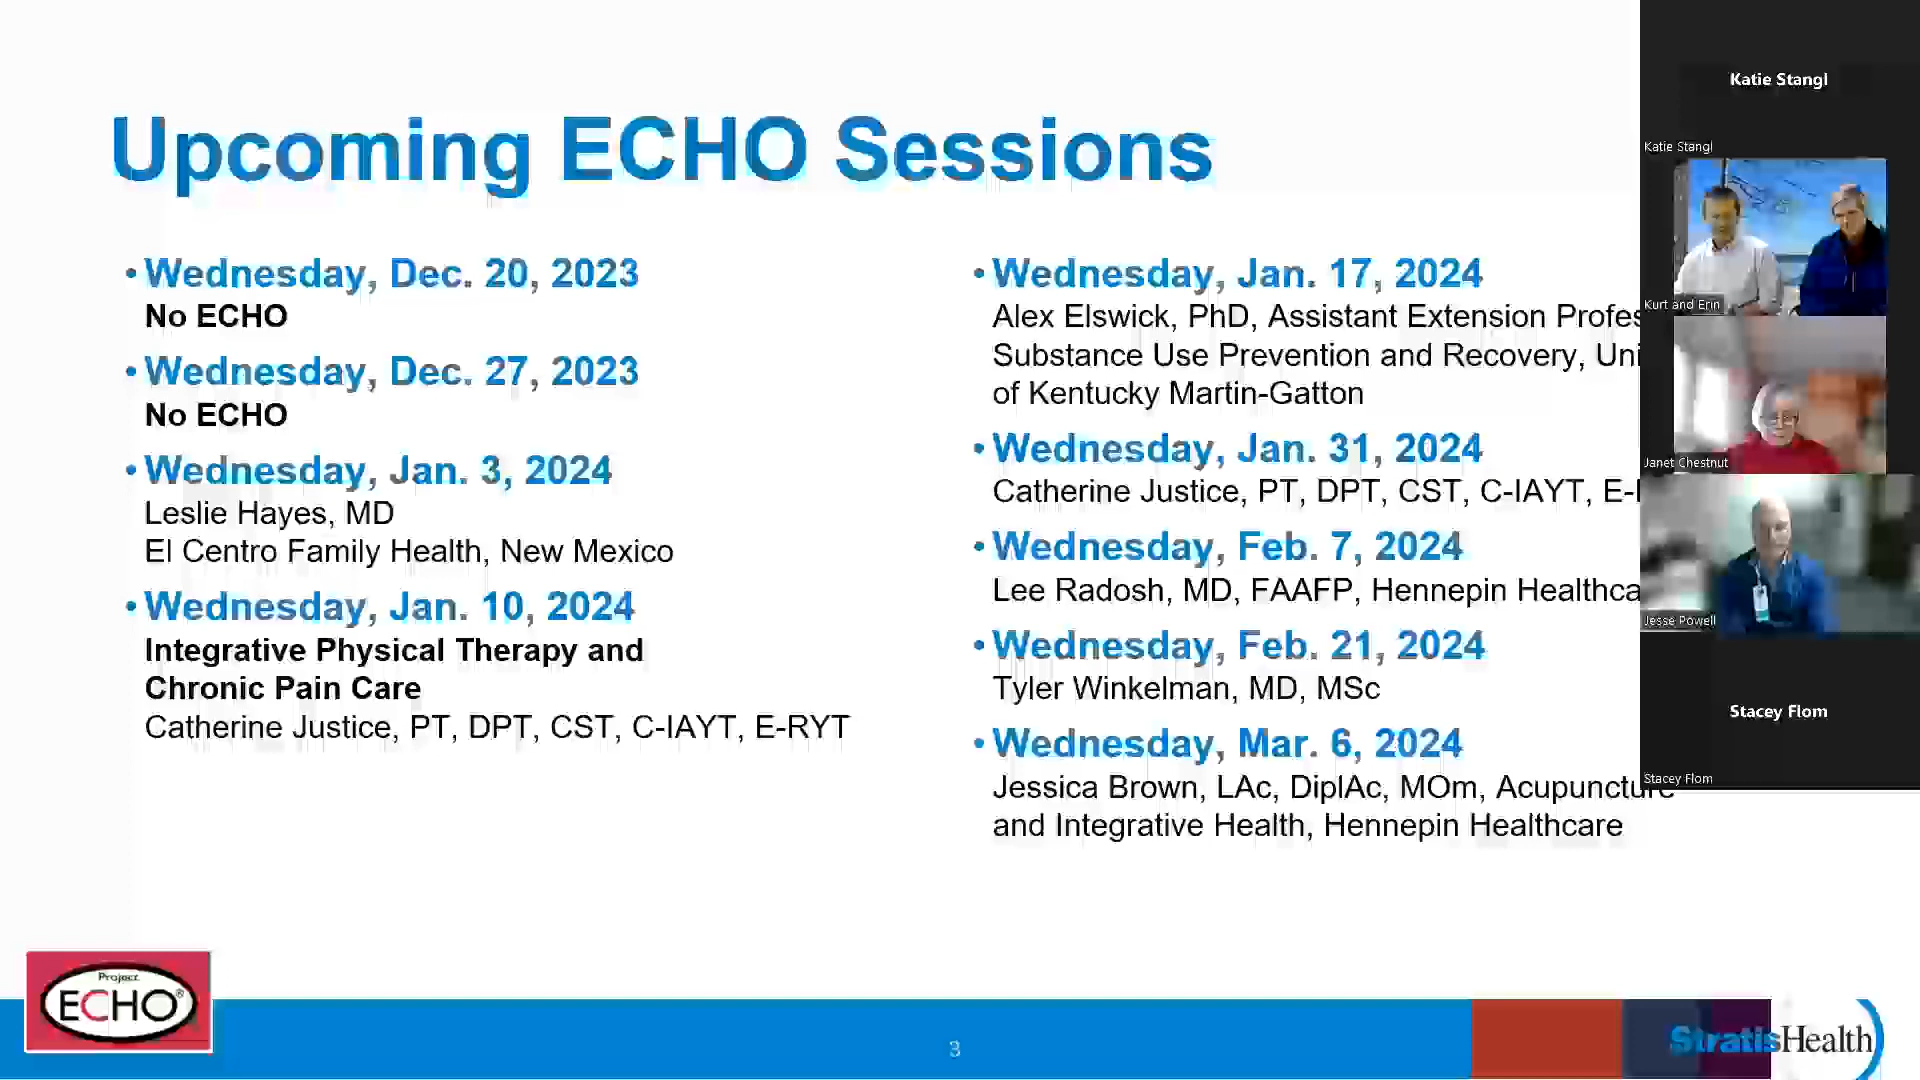 Upcoming ECHO Sessions
• Wednesday, Dec. 20, 2023
No ECHO
• Wednesday, Dec. 27, 2023
No ECHO
• Wednesday, Jan. 3, 2024
Leslie Hayes, MD
El Centro Family Health, New Mexico
• Wednesday, Jan. 10, 2024
Integrative Physical Therapy and
Chronic Pain Care
Catherine Justice, PT, DPT, CST, C-IAYT, E-RYT
• Wednesday, Jan. 17, 2024
Alex Elswick, PhD, Assistant Extension
Substance Use Prevention and Recovery,
of Kentucky Martin-Gatton
• Wednesday, Jan. 31, 2024
Catherine Justice, PT, DPT, CST, C-IAYT,
• Wednesday, Feb. 7, 2024
Lee Radosh, MD, FAAFP, Hennepin
• Wednesday, Feb. 21, 2024
Tyler Winkelman, MD, MSc
• Wednesday, Mar. 6, 2024
Jessica Brown, LAc, DiplAc, MOm, Acupuncture
and Integrative Health, Hennepin Healthcare
Katie Stangl
Katie Stangl
Kurt and Erin
Janet Chestnut
Jesse Powell
Stacey Flom
Stacey Flom
Project
ECHO®
3
StratisHealth